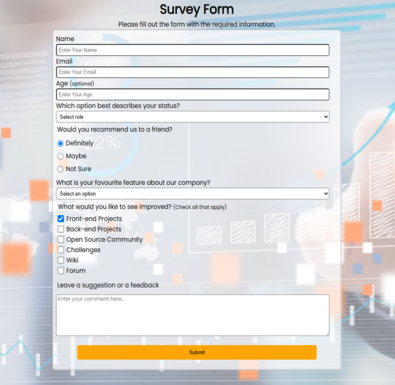 Survey Form
Please fill out the form with the required information.
Name
Enter Your Name
Email
Enter Your Email
Age (optional)
Enter Your Age
Which option best describes your status?
Select role
Would you recommend us to a friend?
Definitely
Maybe
Not Sure
What is your favourite feature about our company?
Select an option
What would you like to see improved? (Check all that apply)
Front-end Projects
Back-end Projects
Open Source Community
Challenges
Wiki
Forum
Leave a suggestion or a feedback
Enter your comment here...
Submit